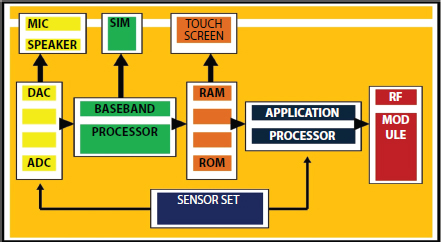 MIC
SPEAKER
SIM
TOUCH
SCREEN
DAC
ADC
BASEBAND
PROCESSOR
RAM
ROM
APPLICATION
PROCESSOR
RF
MOD
ULE
SENSOR SET